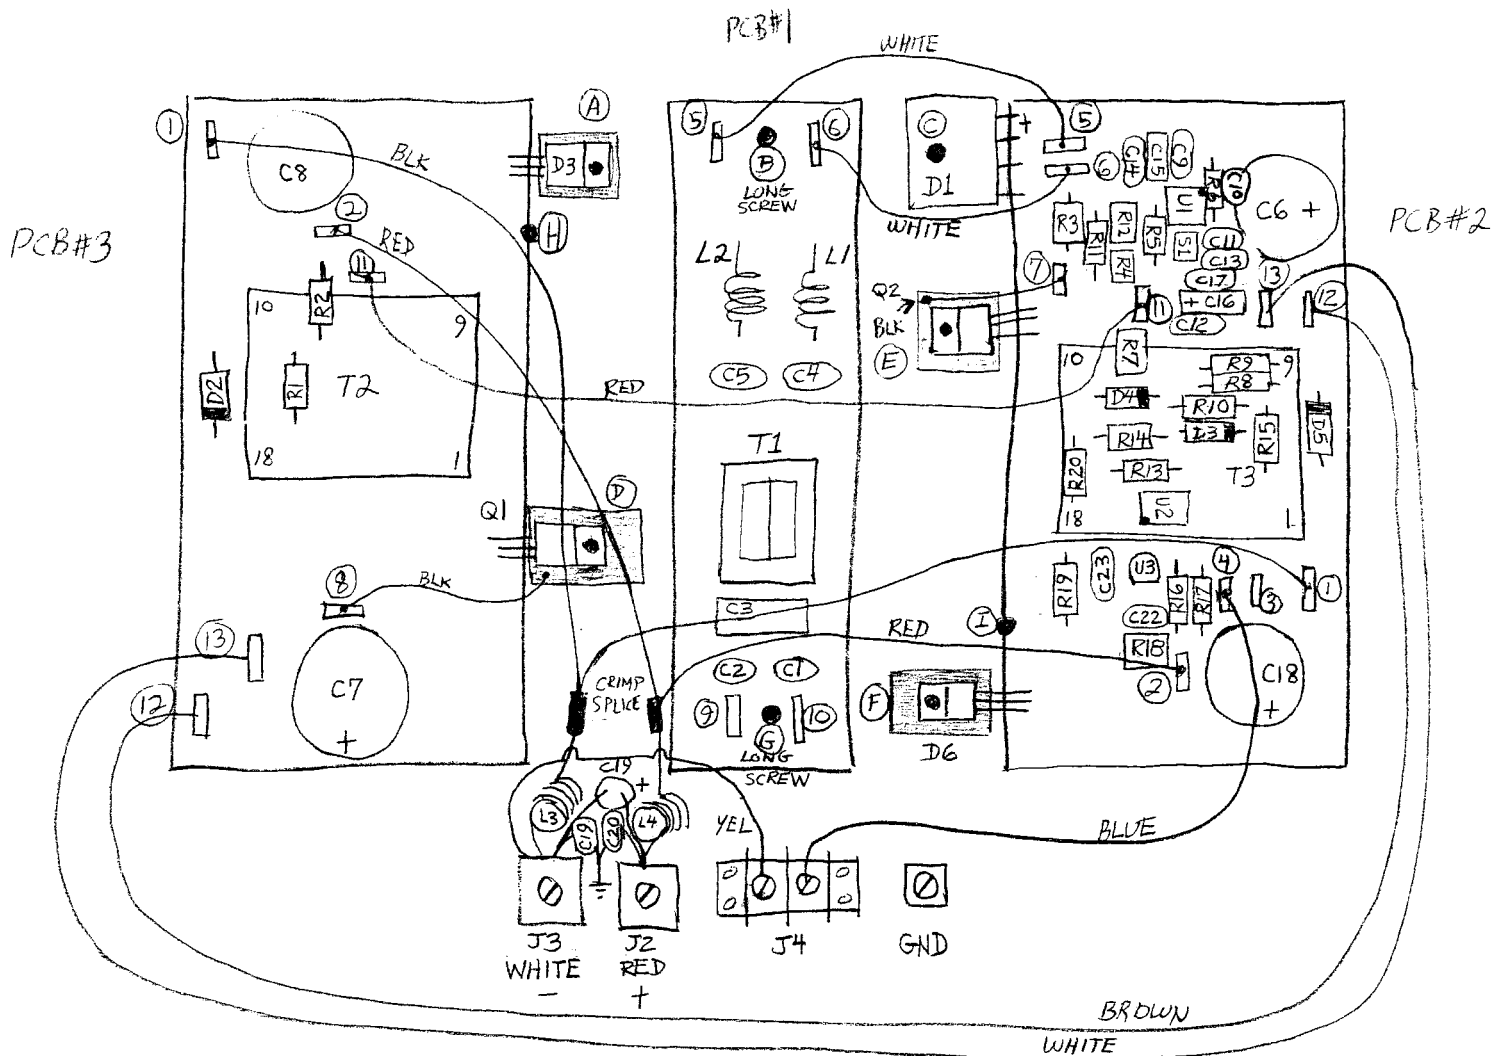 PCB#1
WHITE
PCB#3
1
C8
BLK
2
RED
11
A
D3
H
10
R2
9
D2
R1
T2
18
1
RED
Q1
D
8
BLK
13
12
C7
+
5
6
B
LONG
SCREW
L2
L1
C5
C4
T1
C3
C2
C1
9
10
G
LONG
SCREW
CRIMP
SPLICE
C
+
D1
WHITE
Q2
BLK
E
I
RED
F
D6
PCB#2
5
6
C14
C15
C9
R6
C10
C6 +
R3
R11
R12
R4
R5
U1
S1
C11
C13
C17
+ C16
C12
7
11
13
12
10
R7
R9
R8
9
D4
R10
D5
R14
D3
R15
R20
R13
T3
18
U2
1
R19
C23
U3
R16
R17
4
3
1
C22
R18
2
C18
+
C19
+
L3
C19
C20
L4
YEL
BLUE
J3
WHITE
-
J2
RED
+
J4
GND
BROWN
WHITE